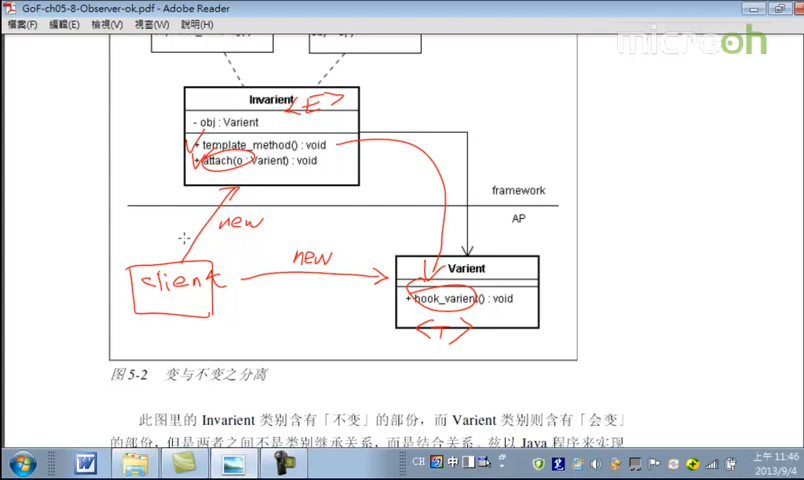 GoF-ch05-8-Observer-ok.pdf - Adobe Reader
檔案(F) 編輯(E) 檢視(V) 視窗(W) 說明(H)
microoh
Invarient <E>
- obj : Varient
+ template_method() : void
+ attach(o : Varient) : void
framework
AP
new
client
new
Varient
+ hook_varient() : void
<T>
图 5-2 变与不变之分离
此图里的 Invarient 类别含有「不变」的部份，而 Varient 类别则含有「会变」
的部份，但是两者之间不是类别继承关系，而是结合关系。兹以 Java 程序来实现
CH 中
上午 11:46
2013/9/4